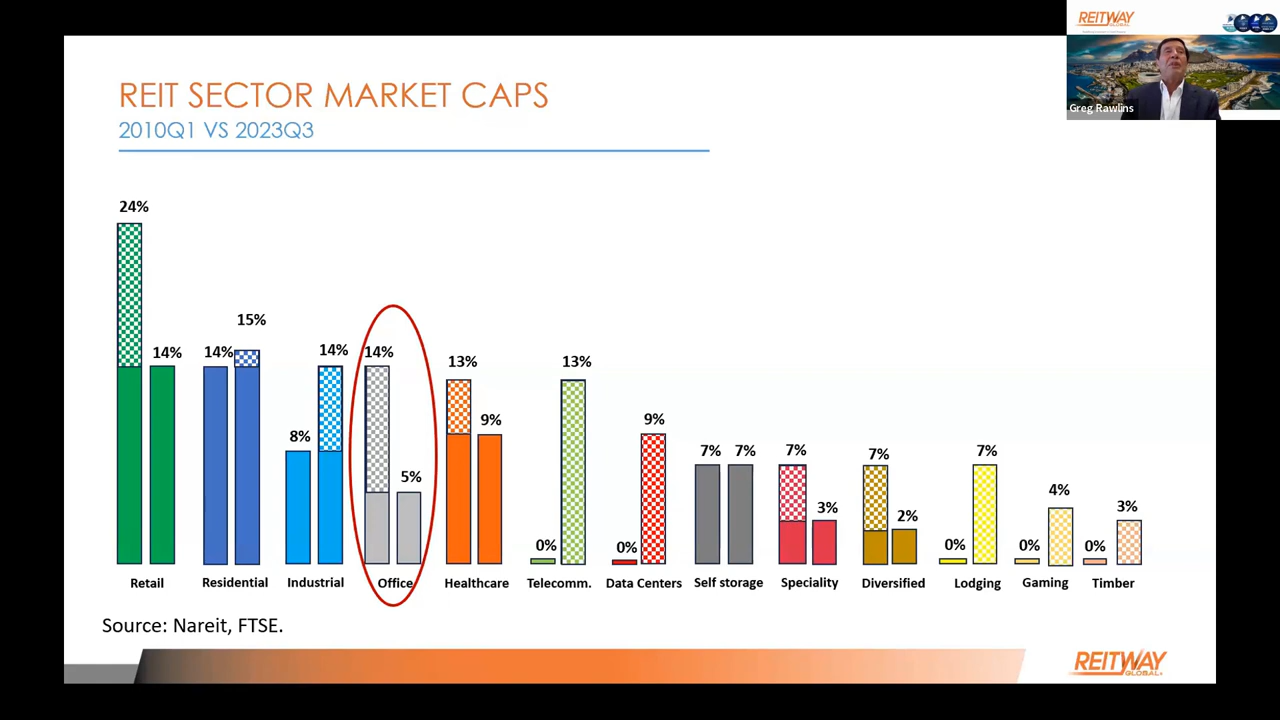 REITWAY
GLOBAL
REIT SECTOR MARKET CAPS
2010Q1 VS 2023Q3
Greg Rawlins
24%
14%
14%
15%
8%
14%
14%
5%
13%
9%
0%
13%
0%
9%
7%
7%
7%
3%
7%
2%
0%
7%
0%
4%
0%
3%
Retail
Residential
Industrial
Office
Healthcare
Telecomm.
Data Centers
Self storage
Speciality
Diversified
Lodging
Gaming
Timber
Source: Nareit, FTSE.
REITWAY
GLOBAL